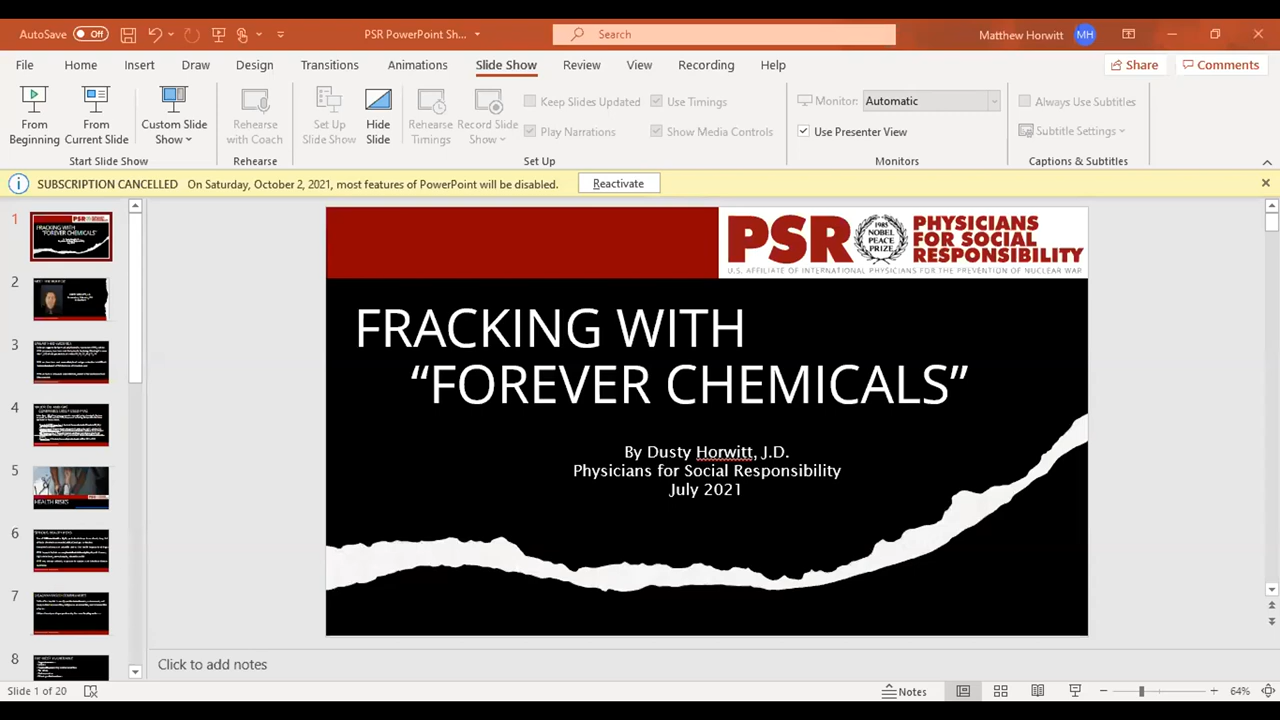 AutoSave Off PSR PowerPoint Sh... Search Matthew Horwitt MH
File Home Insert Draw Design Transitions Animations Slide Show Review View Recording Help Share Comments
From Beginning
From Current Slide
Custom Slide Show
Rehearse with Coach
Set Up Slide Show
Hide Slide
Rehearse Timings
Record Slide Show
Keep Slides Updated
Play Narrations
Use Timings
Show Media Controls
Monitor: Automatic
Use Presenter View
Always Use Subtitles
Subtitle Settings
Start Slide Show Rehearse Set Up Monitors Captions & Subtitles
SUBSCRIPTION CANCELLED On Saturday, October 2, 2021, most features of PowerPoint will be disabled. Reactivate
1
FRACKING WITH
"FOREVER CHEMICALS"
2
3
4
5
HEALTH RISKS
6
7
8
PSR
1985
NOBEL
PEACE
PRIZE
PHYSICIANS
FOR SOCIAL
RESPONSIBILITY
U.S. AFFILIATE OF INTERNATIONAL PHYSICIANS FOR THE PREVENTION OF NUCLEAR WAR
FRACKING WITH
“FOREVER CHEMICALS”
By Dusty Horwitt, J.D.
Physicians for Social Responsibility
July 2021
Click to add notes
Slide 1 of 20 Notes 64%